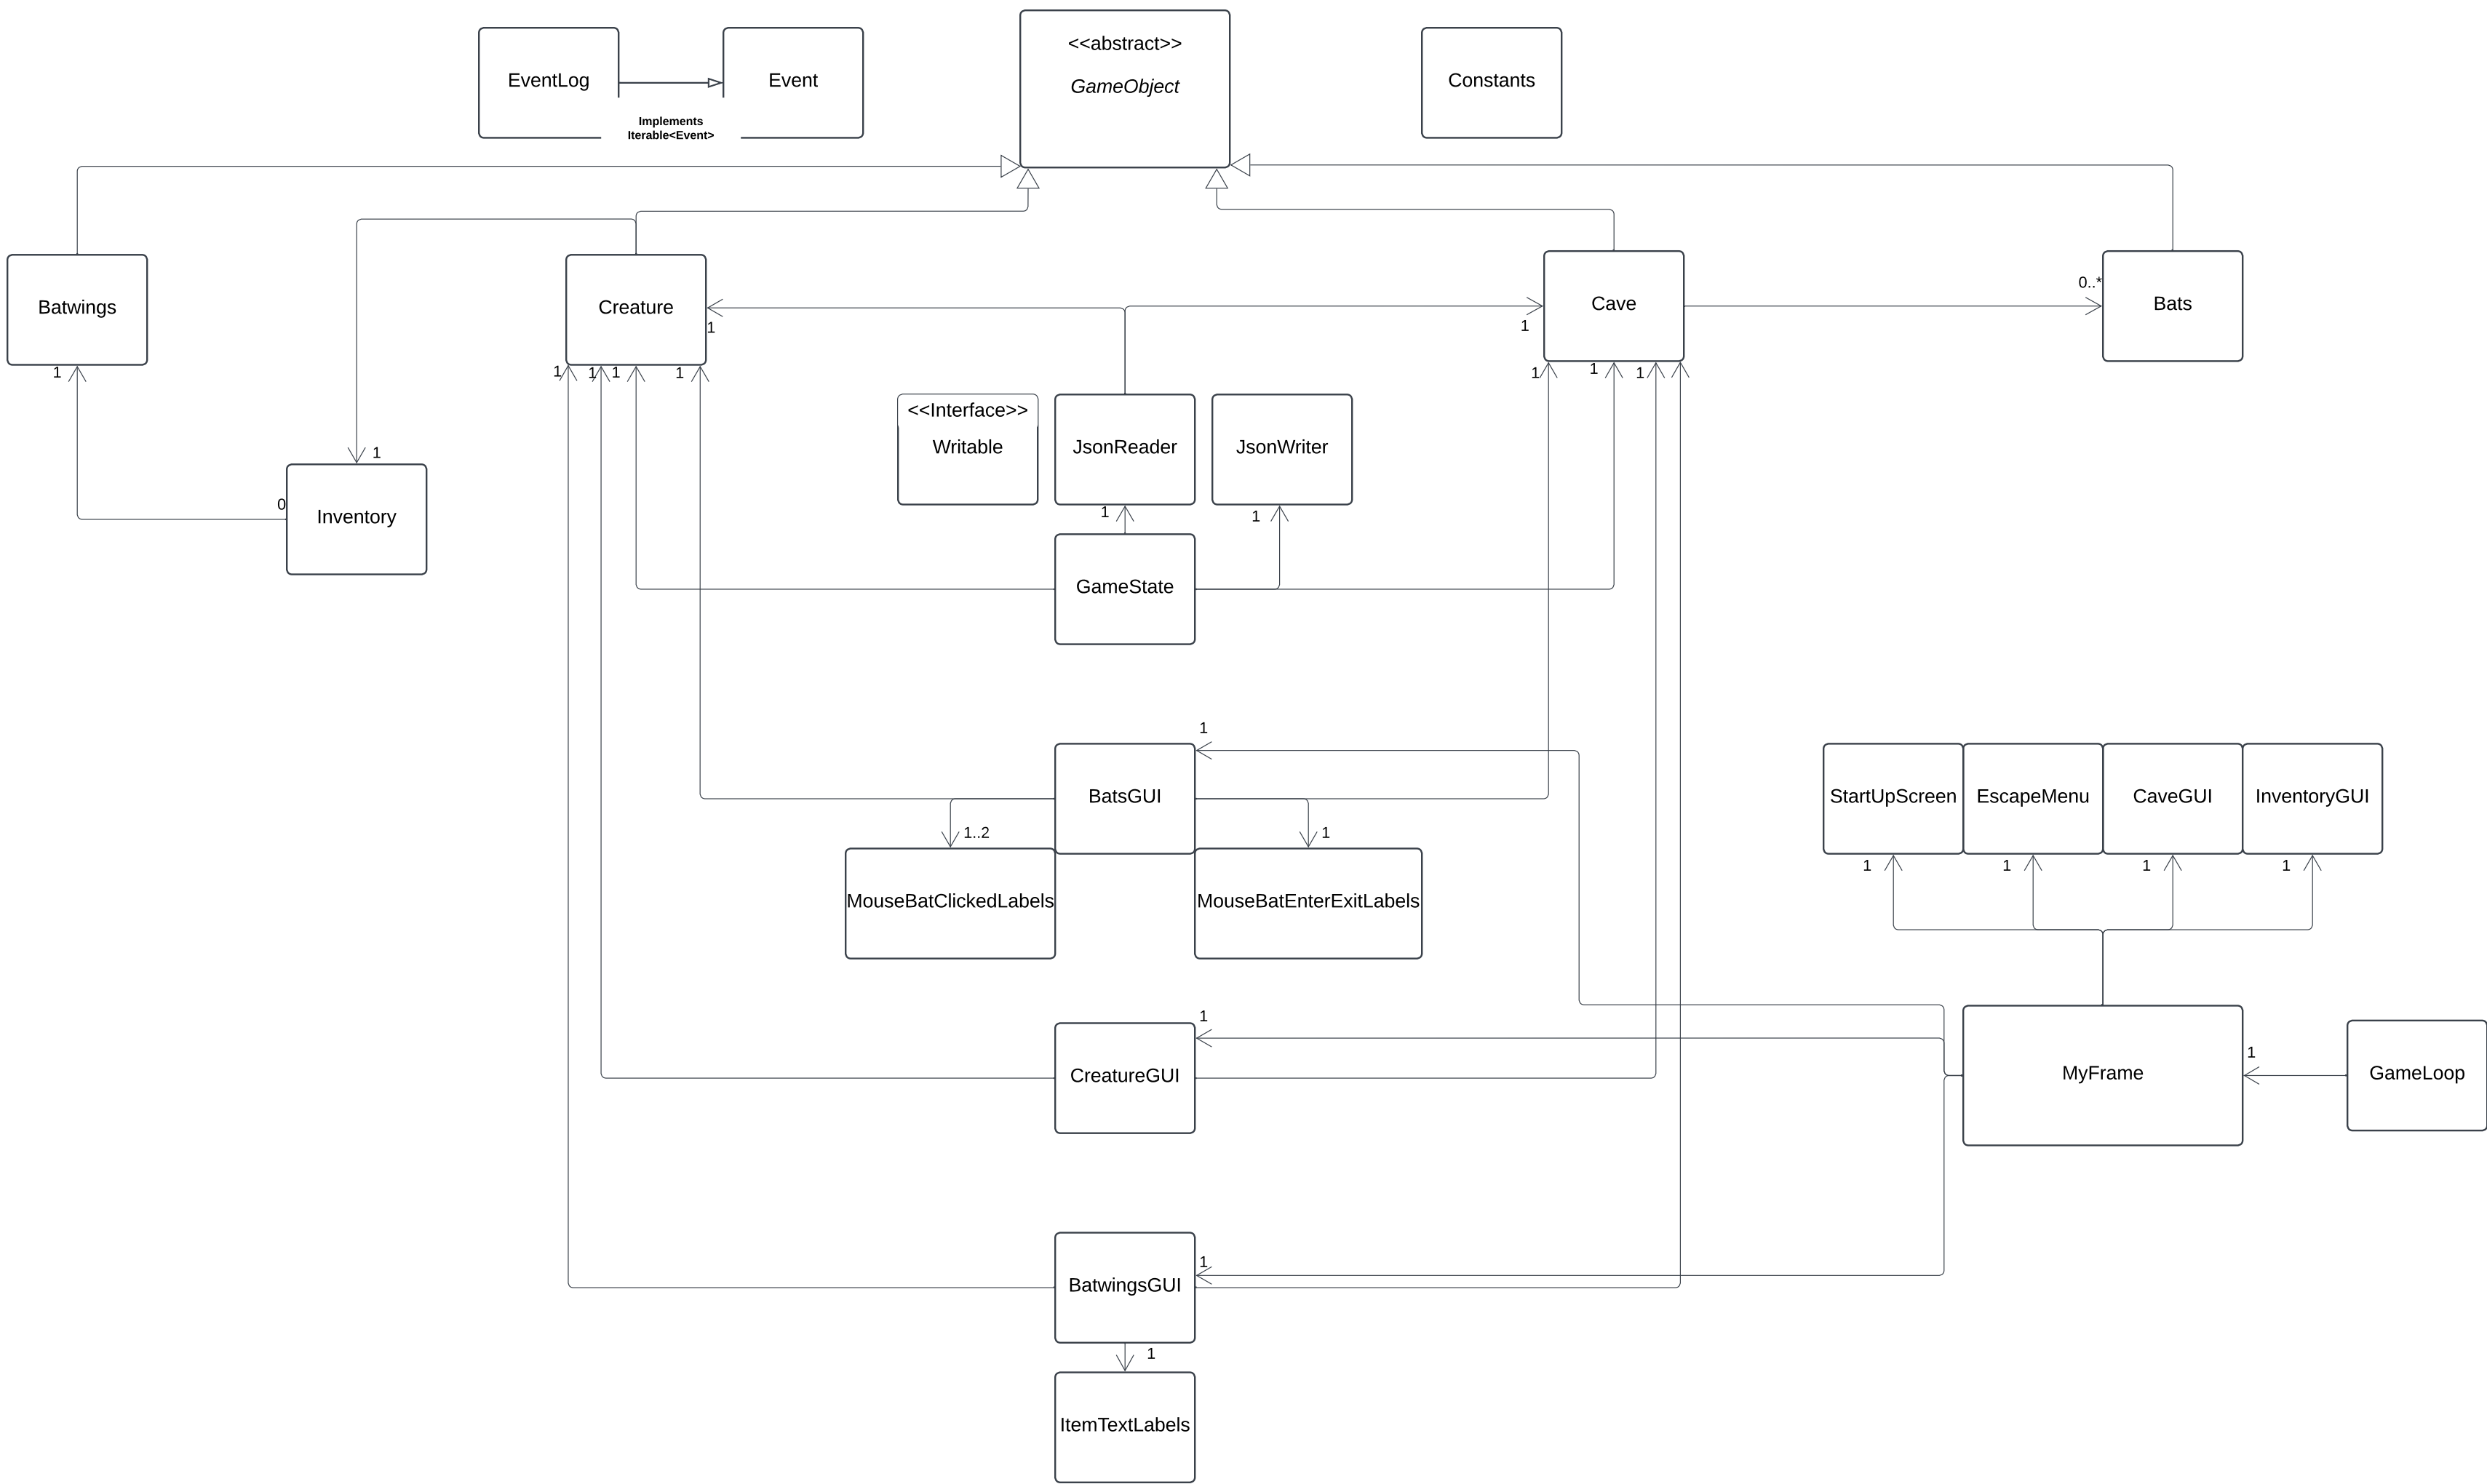 <<abstract>>
GameObject
EventLog
Event
Constants
Implements
Iterable<Event>
Batwings
Creature
Cave
0..*
Bats
1
1
1
1
1
1
1
1
1
1
<<Interface>>
Writable
JsonReader
JsonWriter
1
0
Inventory
1
1
GameState
1
BatsGUI
StartUpScreen
EscapeMenu
CaveGUI
InventoryGUI
1..2
1
1
1
1
1
MouseBatClickedLabels
MouseBatEnterExitLabels
1
1
CreatureGUI
MyFrame
GameLoop
1
BatwingsGUI
1
ItemTextLabels